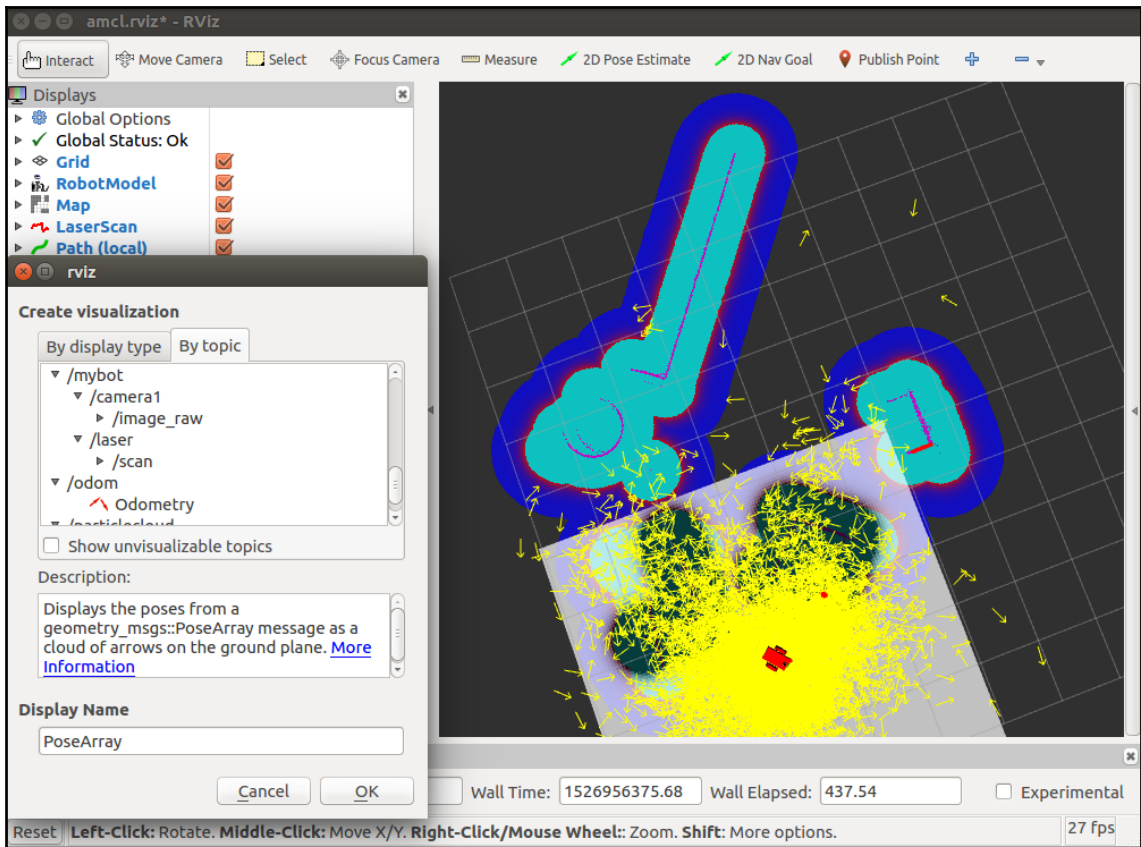 amcl.rviz* - RViz
Interact Move Camera Select Focus Camera Measure 2D Pose Estimate 2D Nav Goal Publish Point
Displays
Global Options
Global Status: Ok
Grid
RobotModel
Map
LaserScan
Path (local)
rviz
Create visualization
By display type By topic
/mybot
/camera1
/image_raw
/laser
/scan
/odom
Odometry
/particlecloud
Show unvisualizable topics
Description:
Displays the poses from a
geometry_msgs::PoseArray message as a
cloud of arrows on the ground plane. More
Information
Display Name
PoseArray
Cancel OK
Wall Time: 1526956375.68 Wall Elapsed: 437.54 Experimental
Reset Left-Click: Rotate. Middle-Click: Move X/Y. Right-Click/Mouse Wheel:: Zoom. Shift: More options. 27 fps